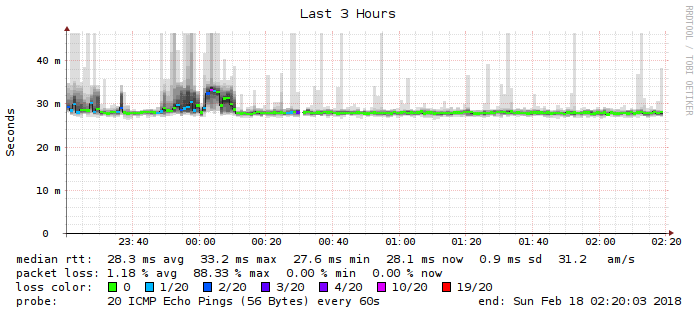 Last 3 Hours
RRDTOOL / TOBI OETIKER
Seconds
40 m
30 m
20 m
10 m
0
23:40 00:00 00:20 00:40 01:00 01:20 01:40 02:00 02:20
median rtt: 28.3 ms avg 33.2 ms max 27.6 ms min 28.1 ms now 0.9 ms sd 31.2 am/s
packet loss: 1.18 % avg 88.33 % max 0.00 % min 0.00 % now
loss color: 0 1/20 2/20 3/20 4/20 10/20 19/20
probe: 20 ICMP Echo Pings (56 Bytes) every 60s end: Sun Feb 18 02:20:03 2018